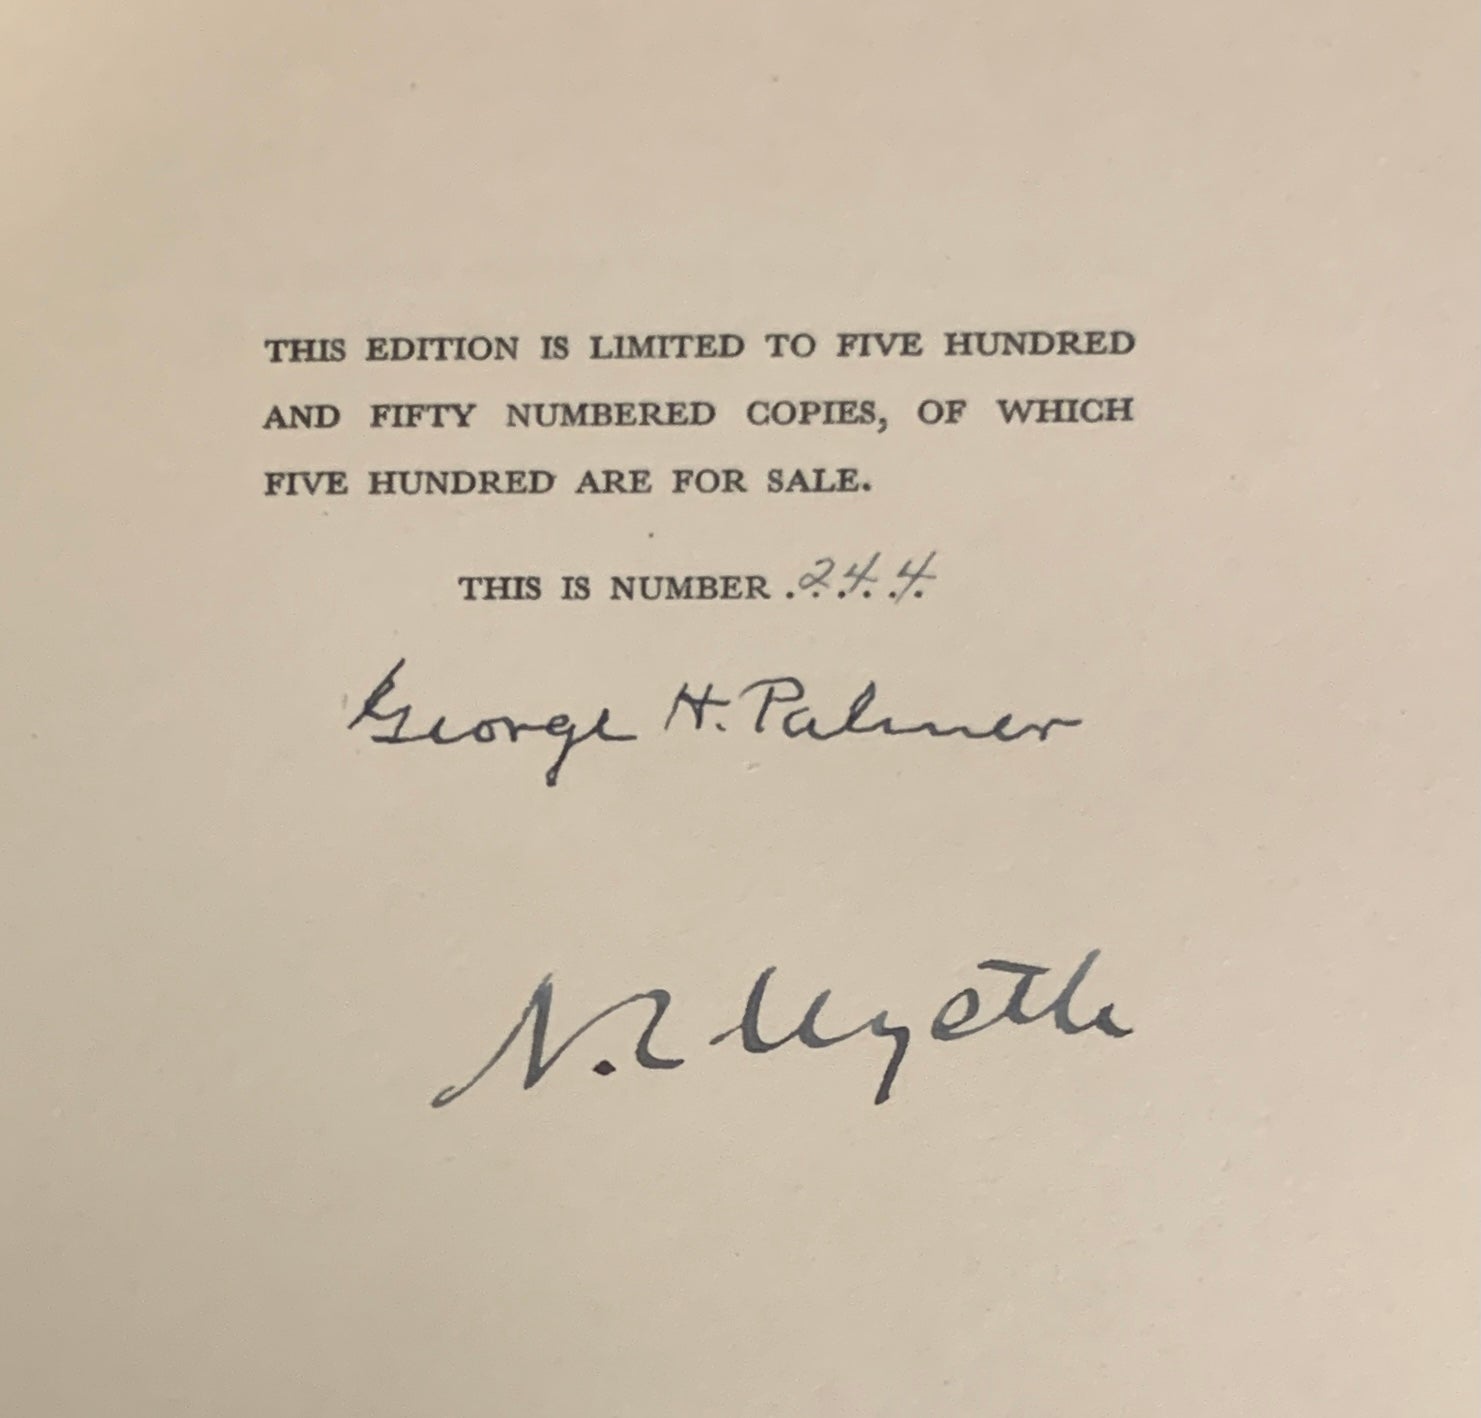 THIS EDITION IS LIMITED TO FIVE HUNDRED
AND FIFTY NUMBERED COPIES, OF WHICH
FIVE HUNDRED ARE FOR SALE.
THIS IS NUMBER .244.
George H. Palmer
N. C Wyeth